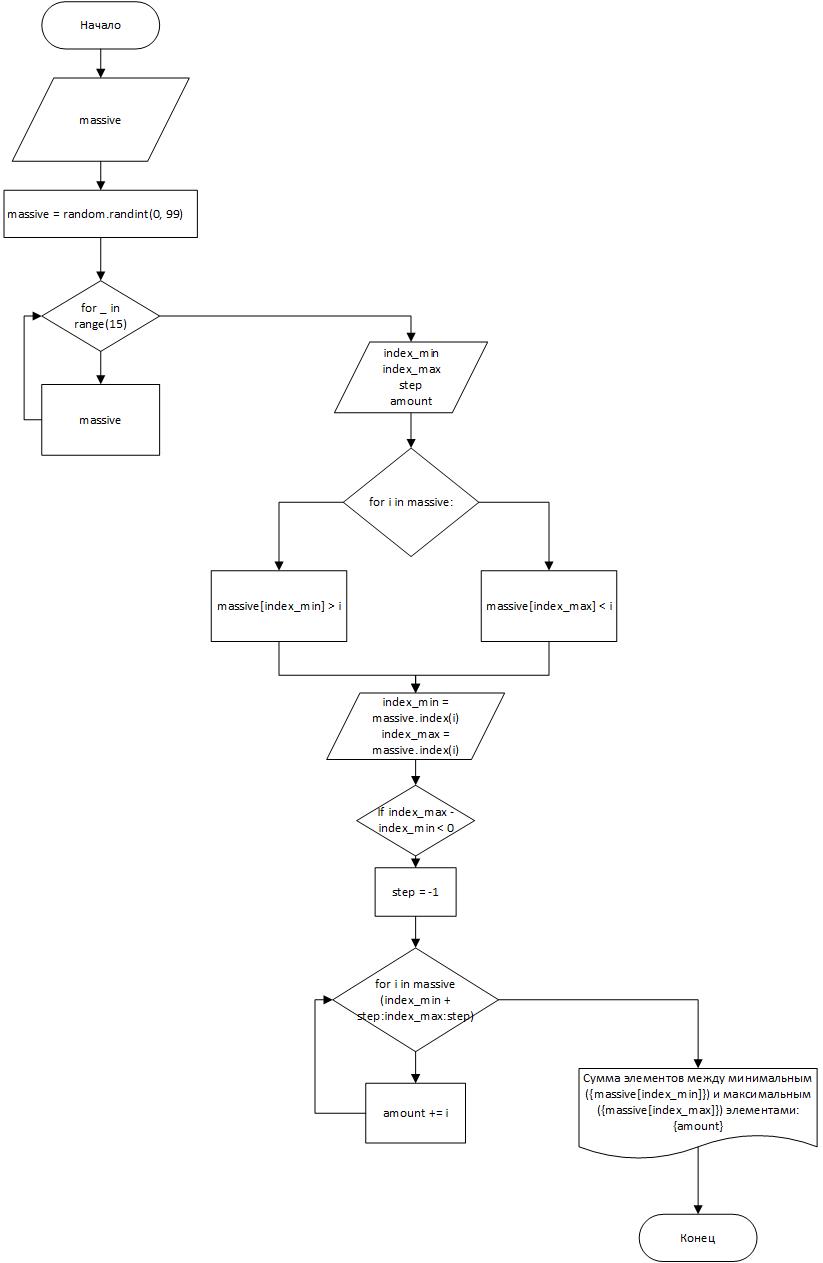 Начало
massive
massive = random.randint(0, 99)
for _ in
range(15)
massive
index_min
index_max
step
amount
for i in massive:
massive[index_min] > i
massive[index_max] < i
index_min =
massive.index(i)
index_max =
massive.index(i)
If index_max -
index_min < 0
step = -1
for i in massive
(index_min +
step:index_max:step)
amount += i
Сумма элементов между минимальным
({massive[index_min]}) и максимальным
({massive[index_max]}) элементами:
{amount}
Конец